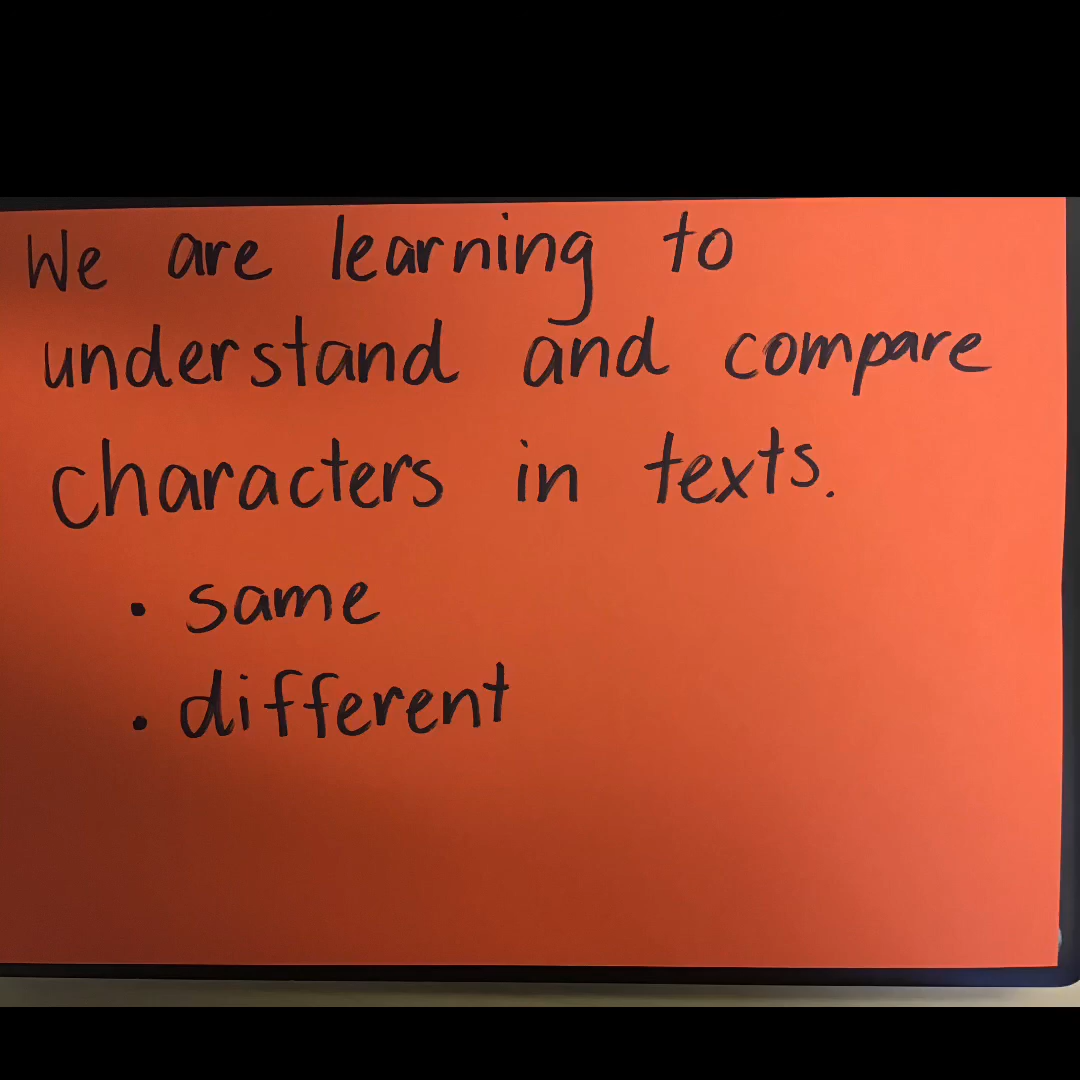 We are learning to
understand and compare
characters in texts.
• same
• different